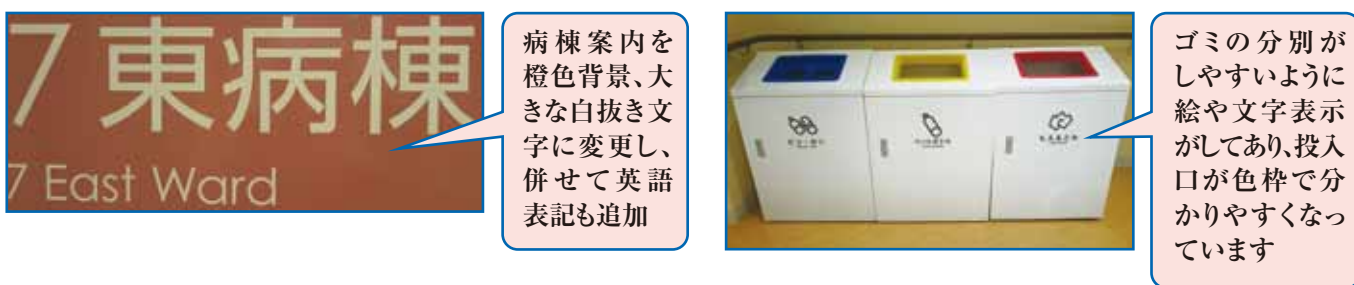 7東病棟
7 East Ward
病棟案内を
橙色背景、大
きな白抜き文
字に変更し、
併せて英語
表記も追加
ゴミの分別が
しやすいように
絵や文字表示
がしてあり、投入
口が色枠で分
かりやすくなっ
ています